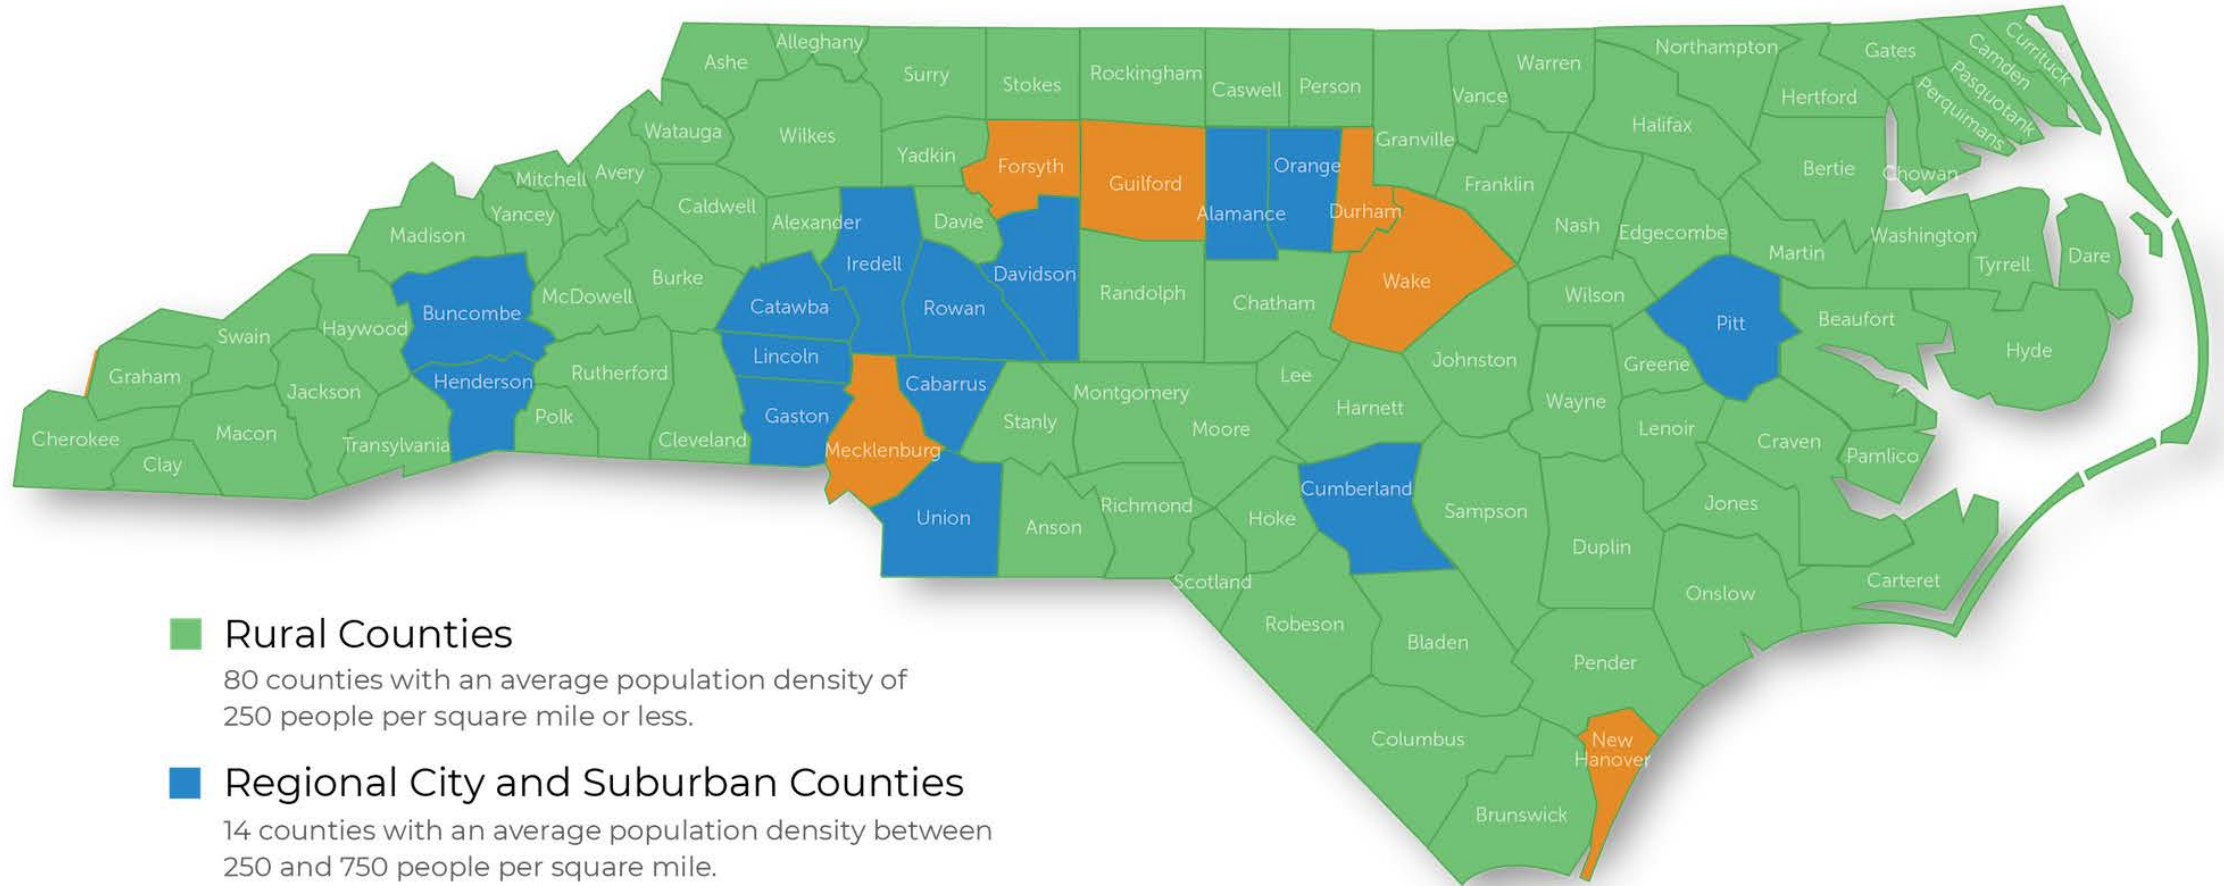 Ashe
Alleghany
Surry
Stokes
Rockingham
Caswell
Person
Granville
Vance
Warren
Northampton
Gates
Camden
Currituck
Pasquotank
Perquimans
Hertford
Halifax
Watauga
Wilkes
Yadkin
Forsyth
Guilford
Alamance
Orange
Durham
Franklin
Bertie
Chowan
Mitchell
Avery
Yancey
Caldwell
Alexander
Davie
Madison
Iredell
Davidson
Wake
Nash
Edgecombe
Martin
Washington
Tyrrell
Dare
Buncombe
McDowell
Burke
Catawba
Rowan
Randolph
Chatham
Wilson
Pitt
Beaufort
Hyde
Swain
Haywood
Graham
Jackson
Henderson
Rutherford
Lincoln
Cabarrus
Montgomery
Lee
Johnston
Greene
Cherokee
Clay
Macon
Transylvania
Polk
Cleveland
Gaston
Mecklenburg
Stanly
Moore
Harnett
Wayne
Lenoir
Craven
Pamlico
Union
Anson
Richmond
Hoke
Cumberland
Sampson
Duplin
Jones
Scotland
Robeson
Bladen
Onslow
Carteret
Pender
Columbus
New
Hanover
Brunswick
Rural Counties
80 counties with an average population density of
250 people per square mile or less.
Regional City and Suburban Counties
14 counties with an average population density between
250 and 750 people per square mile.